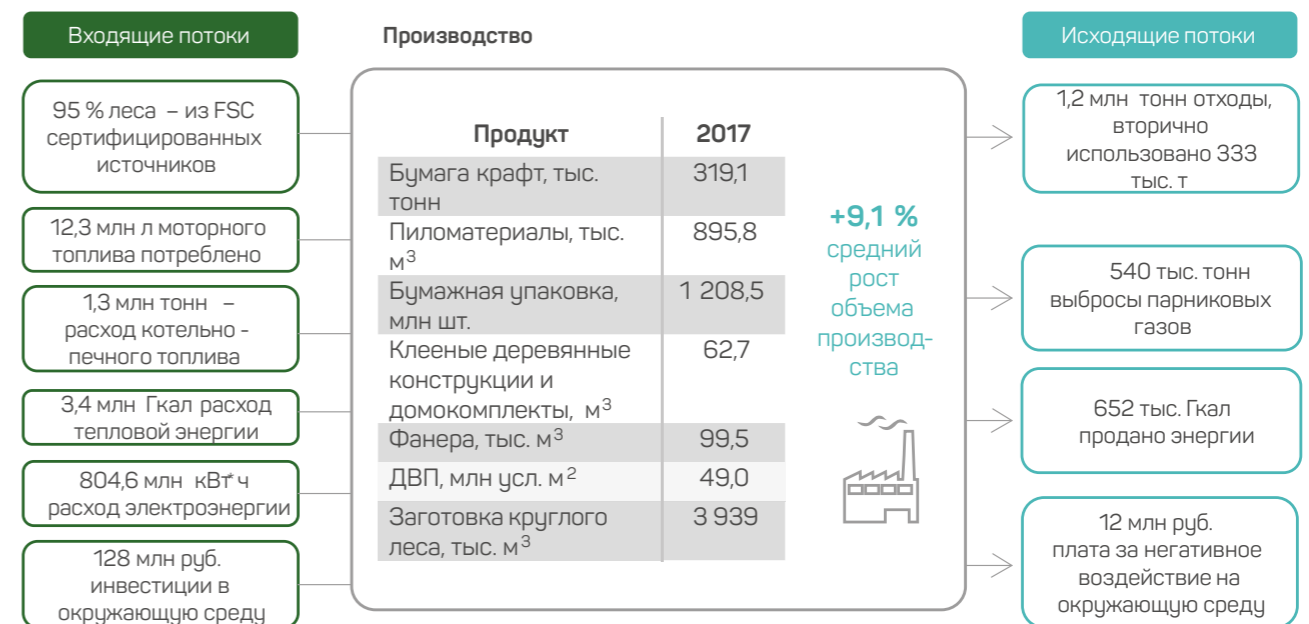 Входящие потоки
95 % леса – из FSC
сертифицированных
источников
12,3 млн л моторного
топлива потреблено
1,3 млн тонн –
расход котельно -
печного топлива
3,4 млн Гкал расход
тепловой энергии
804,6 млн кВт*ч
расход электроэнергии
128 млн руб.
инвестиции в
окружающую среду
Производство
Продукт 2017
Бумага крафт, тыс. 319,1
тонн
Пиломатериалы, тыс. 895,8
м³
Бумажная упаковка, 1 208,5
млн шт.
Клееные деревянные 62,7
конструкции и
домокомплекты, м³
Фанера, тыс. м³ 99,5
ДВП, млн усл. м² 49,0
Заготовка круглого 3 939
леса, тыс. м³
+9,1 %
средний
рост
объема
производ-
ства
Исходящие потоки
1,2 млн тонн отходы,
вторично
использовано 333
тыс. т
540 тыс. тонн
выбросы парниковых
газов
652 тыс. Гкал
продано энергии
12 млн руб.
плата за негативное
воздействие на
окружающую среду